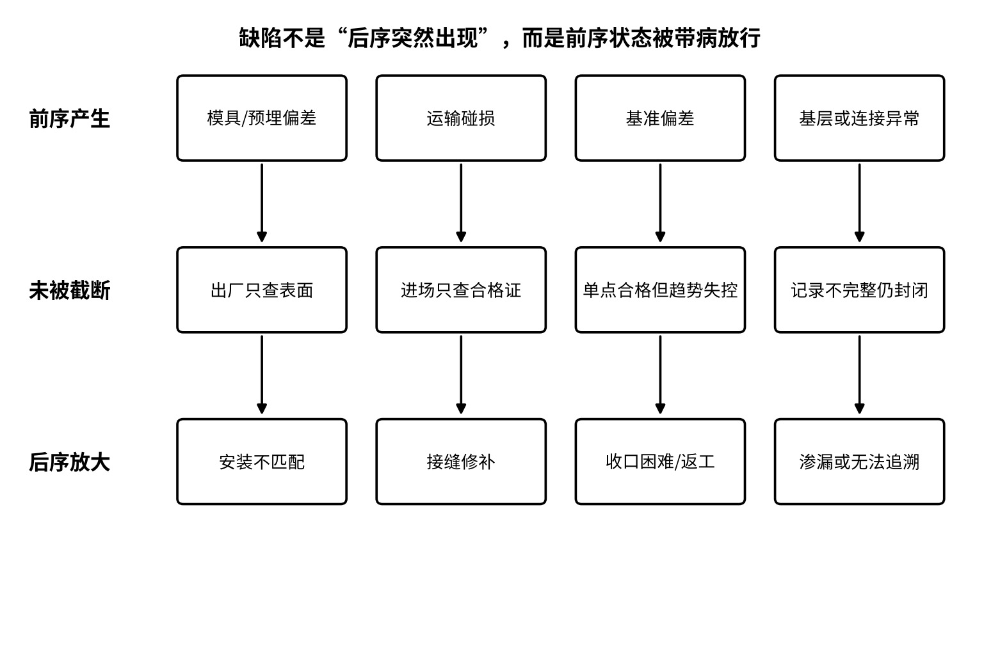 缺陷不是“后序突然出现”，而是前序状态被带病放行
前序产生
模具/预埋偏差
运输碰损
基准偏差
基层或连接异常
未被截断
出厂只查表面
进场只查合格证
单点合格但趋势失控
记录不完整仍封闭
后序放大
安装不匹配
接缝修补
收口困难/返工
渗漏或无法追溯